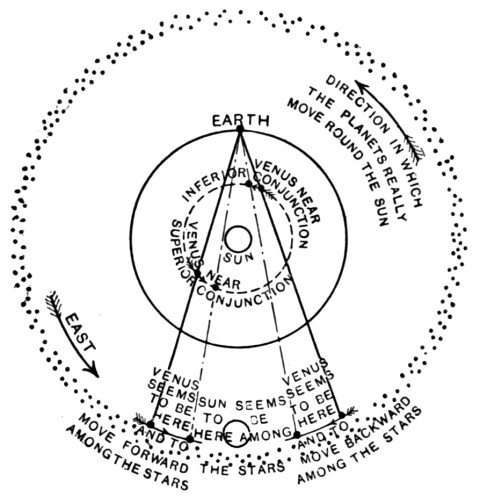 EARTH
DIRECTION IN WHICH
THE PLANETS REALLY
MOVE ROUND THE SUN
VENUS NEAR
INFERIOR CONJUNCTION
SUN
VENUS NEAR
SUPERIOR CONJUNCTION
EAST
VENUS
SEEMS
TO BE
HERE
AND TO
MOVE FORWARD
AMONG THE STARS
SUN SEEMS
TO BE
HERE AMONG
THE STARS
VENUS
SEEMS
TO BE
HERE
AND TO
MOVE BACKWARD
AMONG THE STARS